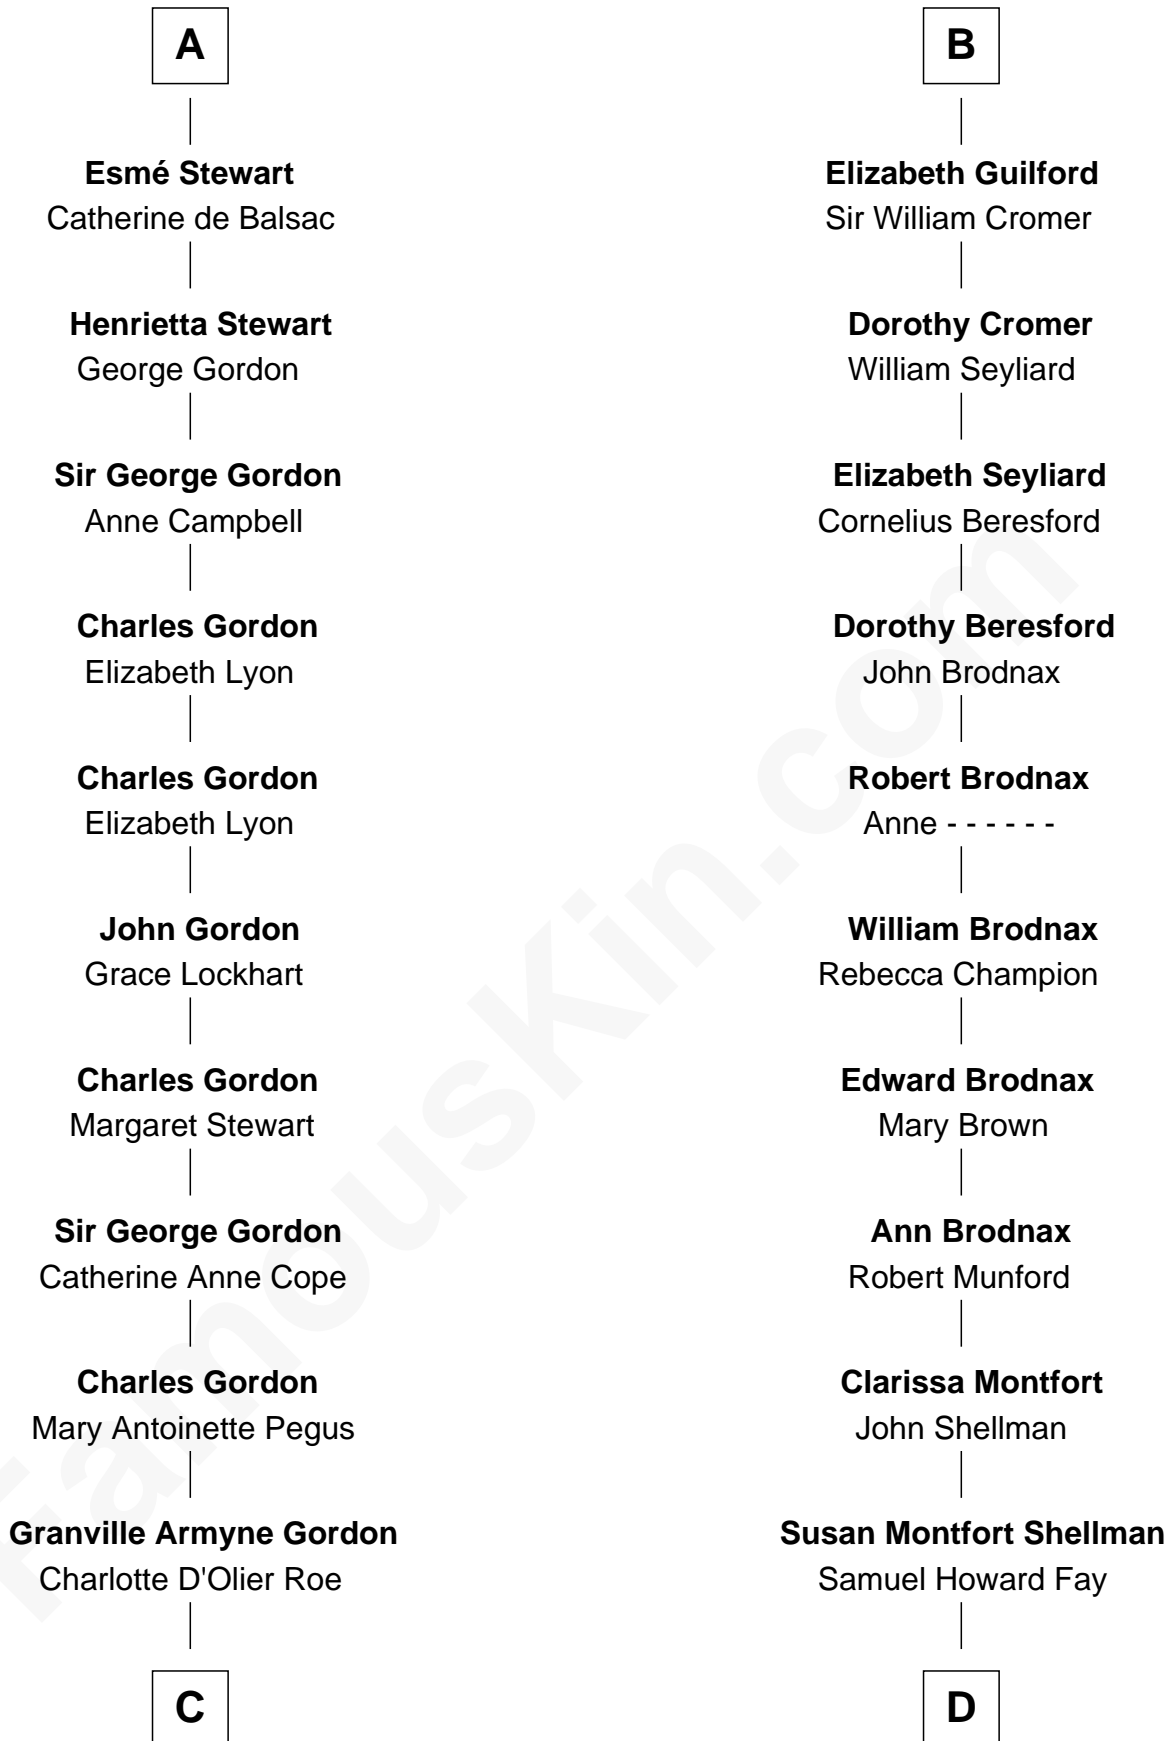 A
Esmé Stewart
Catherine de Balsac
Henrietta Stewart
George Gordon
Sir George Gordon
Anne Campbell
Charles Gordon
Elizabeth Lyon
Charles Gordon
Elizabeth Lyon
John Gordon
Grace Lockhart
Charles Gordon
Margaret Stewart
Sir George Gordon
Catherine Anne Cope
Charles Gordon
Mary Antoinette Pegus
Granville Armyne Gordon
Charlotte D'Olier Roe
C
B
Elizabeth Guilford
Sir William Cromer
Dorothy Cromer
William Seyliard
Elizabeth Seyliard
Cornelius Beresford
Dorothy Beresford
John Brodnax
Robert Brodnax
Anne - - - - - -
William Brodnax
Rebecca Champion
Edward Brodnax
Mary Brown
Ann Brodnax
Robert Munford
Clarissa Montfort
John Shellman
Susan Montfort Shellman
Samuel Howard Fay
D
FamousKin.com